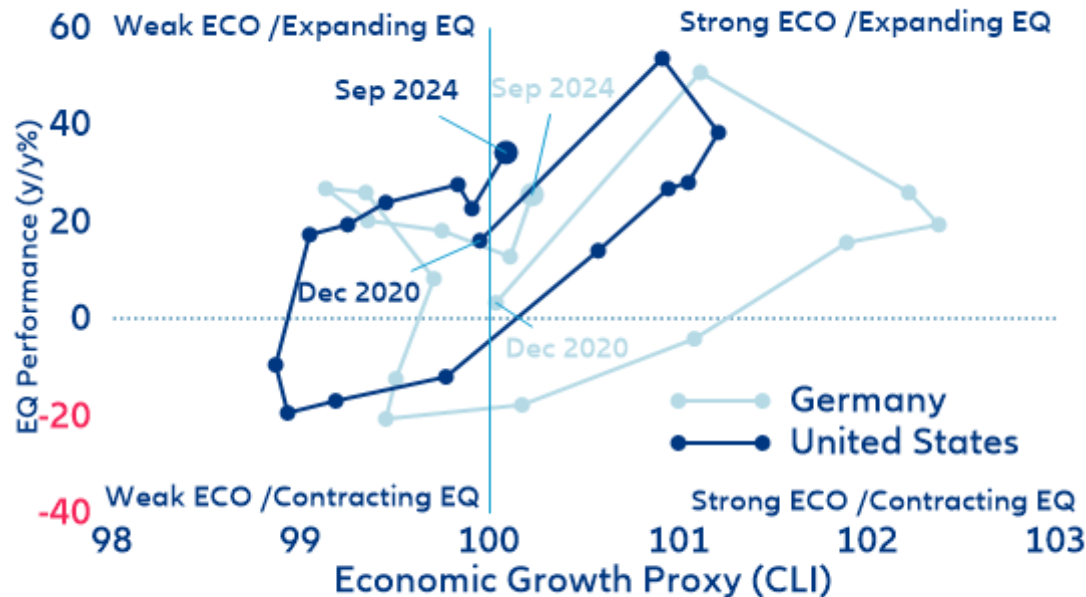 60
Weak ECO /Expanding EQ
Strong ECO /Expanding EQ
Sep 2024
Sep 2024
40
EQ Performance (y/y%)
20
Dec 2020
0
Dec 2020
-20
Germany
United States
Weak ECO /Contracting EQ
Strong ECO /Contracting EQ
-40
98
99
100
101
102
103
Economic Growth Proxy (CLI)